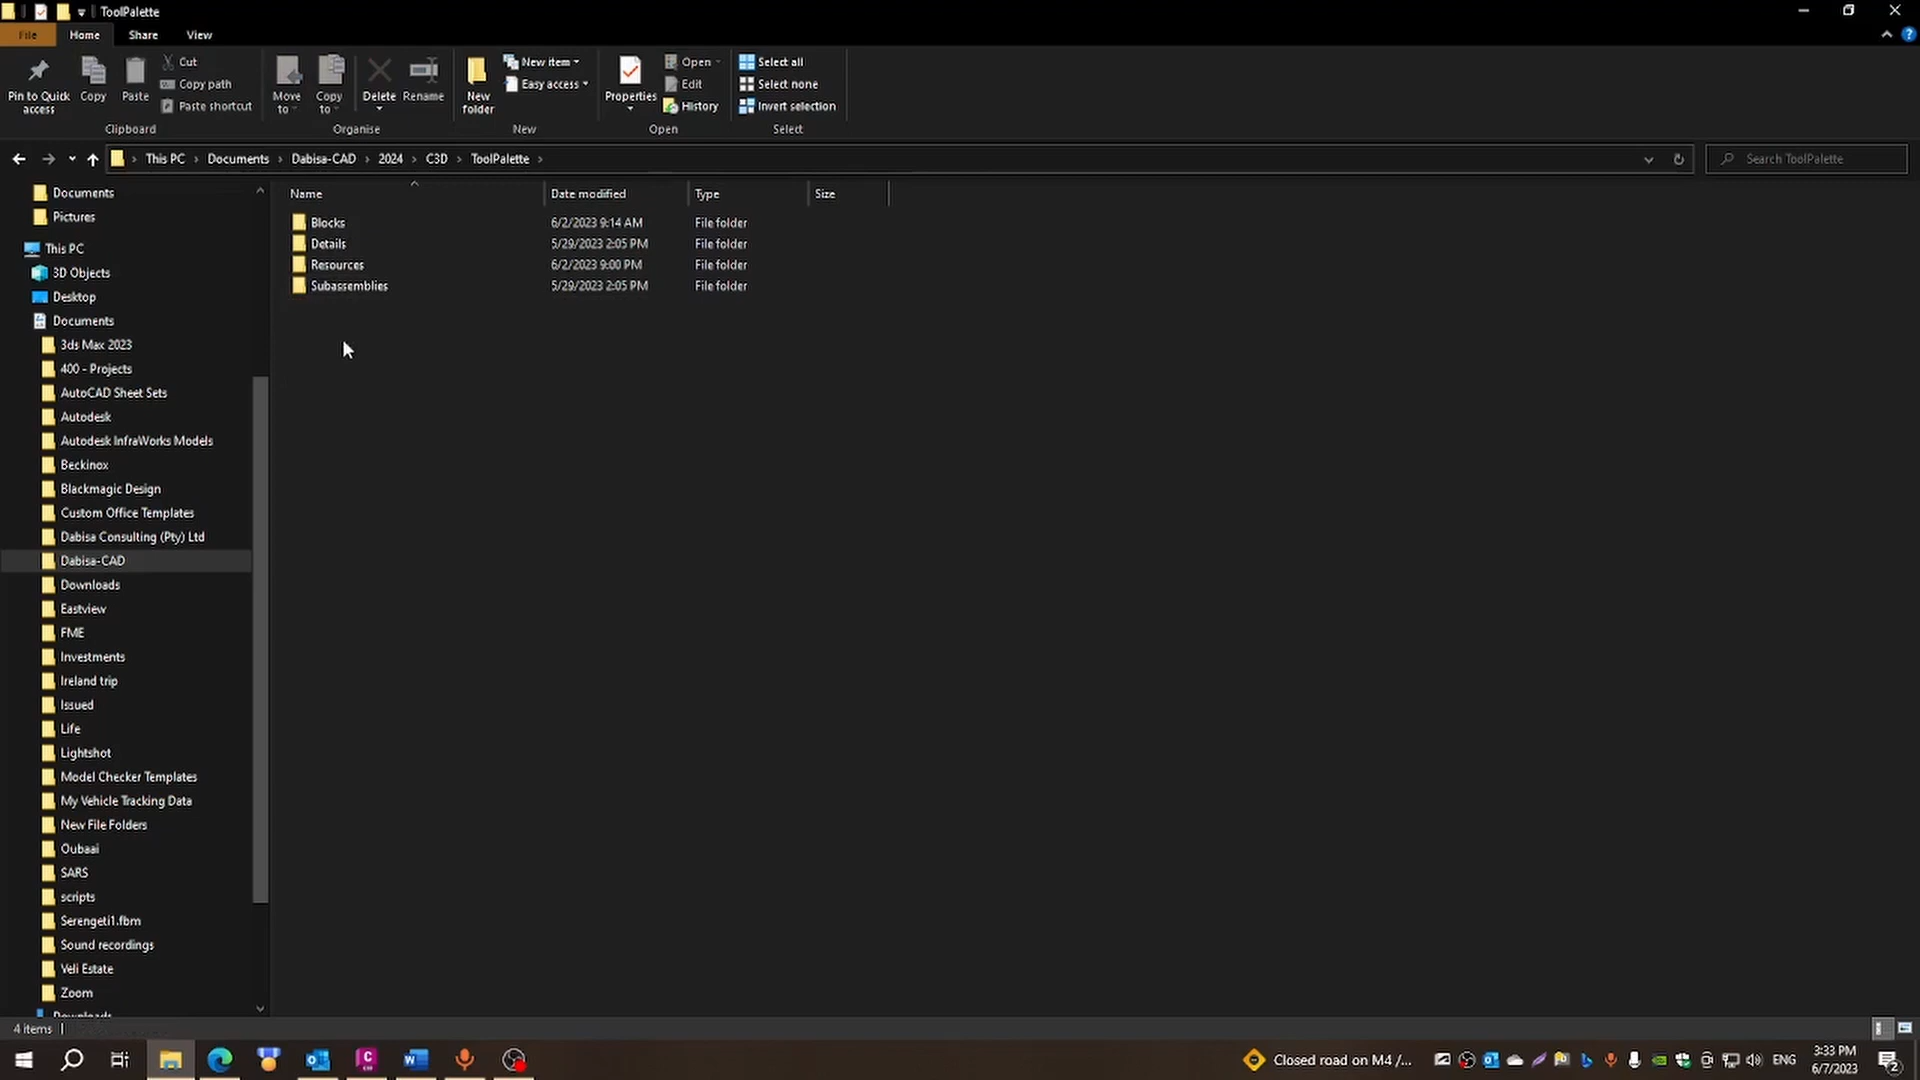 ToolPalette
File Home Share View
Pin to Quick access
Copy
Paste
Cut
Copy path
Paste shortcut
Clipboard
Move to
Copy to
Delete
Rename
Organise
New folder
New item
Easy access
New
Properties
Open
Edit
History
Open
Select all
Select none
Invert selection
Select
This PC > Documents > Dabisa-CAD > 2024 > C3D > ToolPalette >
Search ToolPalette
Name Date modified Type Size
Blocks 6/2/2023 9:14 AM File folder
Details 5/29/2023 2:05 PM File folder
Resources 6/2/2023 9:00 PM File folder
Subassemblies 5/29/2023 2:05 PM File folder
Documents
Pictures
This PC
3D Objects
Desktop
Documents
3ds Max 2023
400 - Projects
AutoCAD Sheet Sets
Autodesk
Autodesk InfraWorks Models
Beckinox
Blackmagic Design
Custom Office Templates
Dabisa Consulting (Pty) Ltd
Dabisa-CAD
Downloads
Eastview
FME
Investments
Ireland trip
Issued
Life
Lightshot
Model Checker Templates
My Vehicle Tracking Data
New File Folders
Oubaai
SARS
scripts
Serengeti1.fbm
Sound recordings
Veli Estate
Zoom
Downloads
4 items
Closed road on M4 /...
ENG
3:33 PM
6/7/2023
2